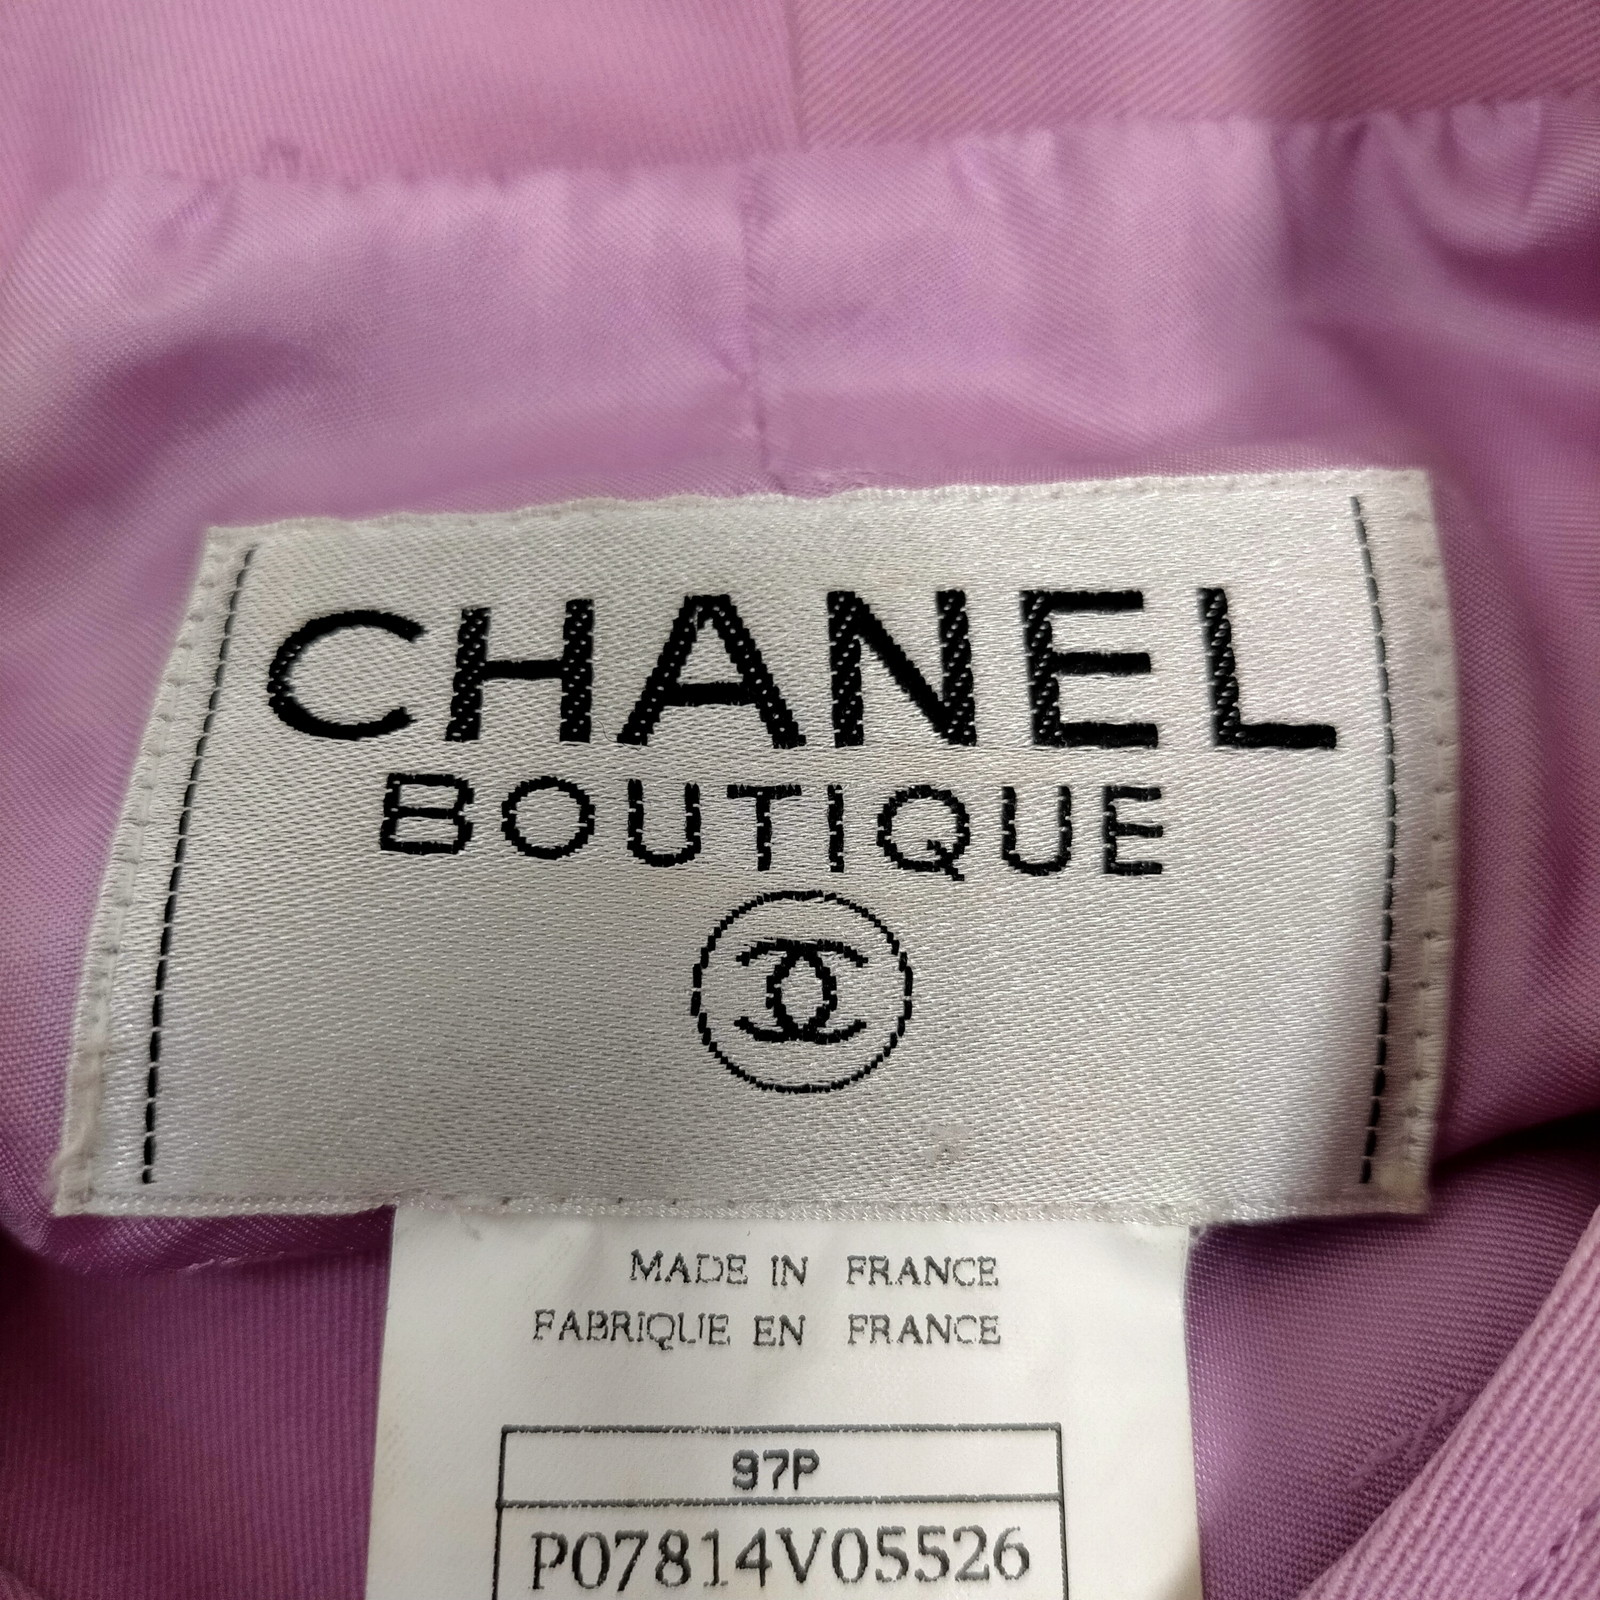 CHANEL
BOUTIQUE
MADE IN FRANCE
FABRIQUE EN FRANCE
97P
P07814V05526